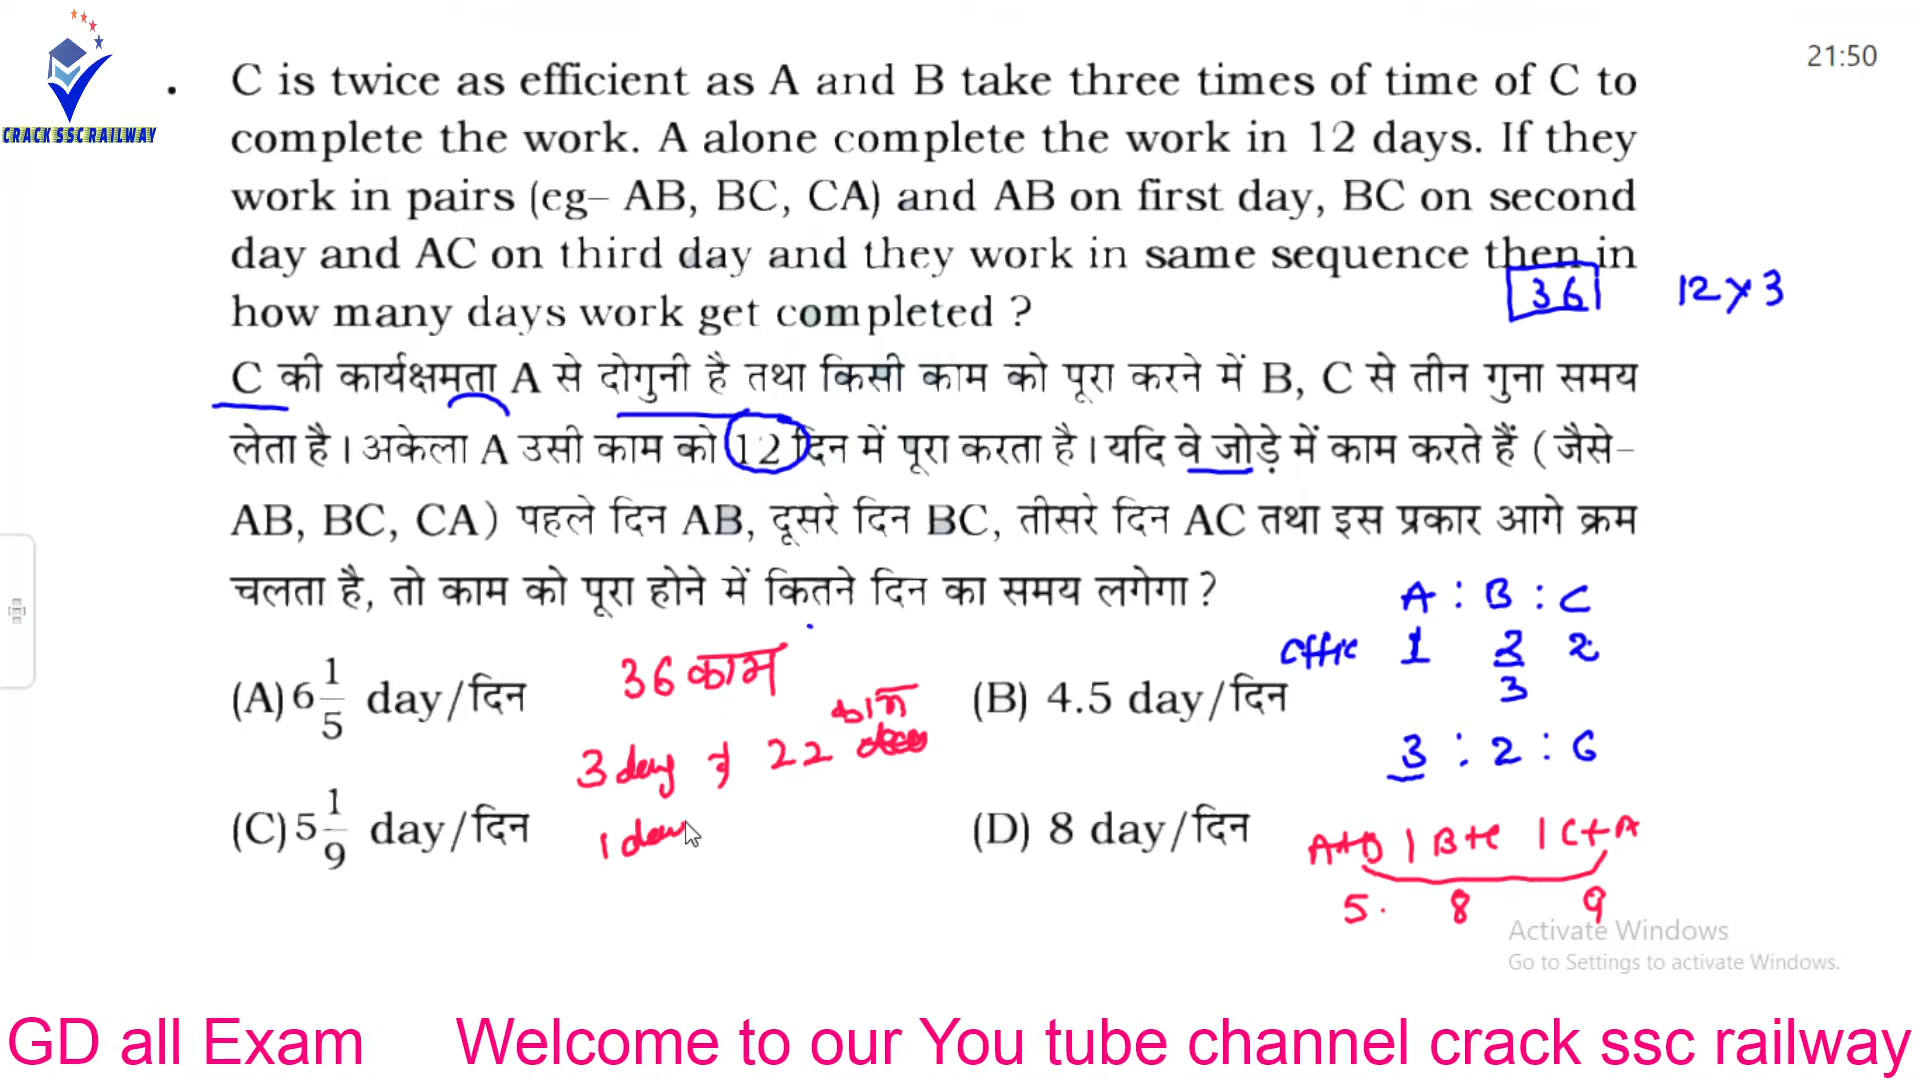 21:50
CRACK SSC RAILWAY
. C is twice as efficient as A and B take three times of time of C to
complete the work. A alone complete the work in 12 days. If they
work in pairs (eg– AB, BC, CA) and AB on first day, BC on second
day and AC on third day and they work in same sequence then in
how many days work get completed ?
36 12 × 3
C की कार्यक्षमता A से दोगुनी है तथा किसी काम को पूरा करने में B, C से तीन गुना समय
लेता है। अकेला A उसी काम को 12 दिन में पूरा करता है। यदि वे जोड़े में काम करते हैं (जैसे–
AB, BC, CA) पहले दिन AB, दूसरे दिन BC, तीसरे दिन AC तथा इस प्रकार आगे क्रम
चलता है, तो काम को पूरा होने में कितने दिन का समय लगेगा ?
A : B : C
1 2 2
3
3 : 2 : 6
(A) 6 1/5 day/दिन
(B) 4.5 day/दिन
36 काम
3 day में 22 काम
(C) 5 1/9 day/दिन
(D) 8 day/दिन
1 day
A+B | B+C | C+A
5. 8 9
Activate Windows
Go to Settings to activate Windows.
GD all Exam Welcome to our You tube channel crack ssc railway